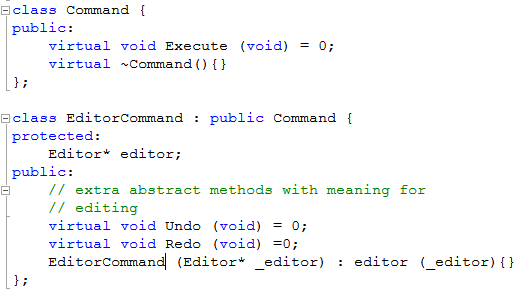 class Command {
public:
    virtual void Execute (void) = 0;
    virtual ~Command(){}
};

class EditorCommand : public Command {
protected:
    Editor* editor;
public:
    // extra abstract methods with meaning for
    // editing
    virtual void Undo (void) = 0;
    virtual void Redo (void) =0;
    EditorCommand (Editor* _editor) : editor (_editor){}
};